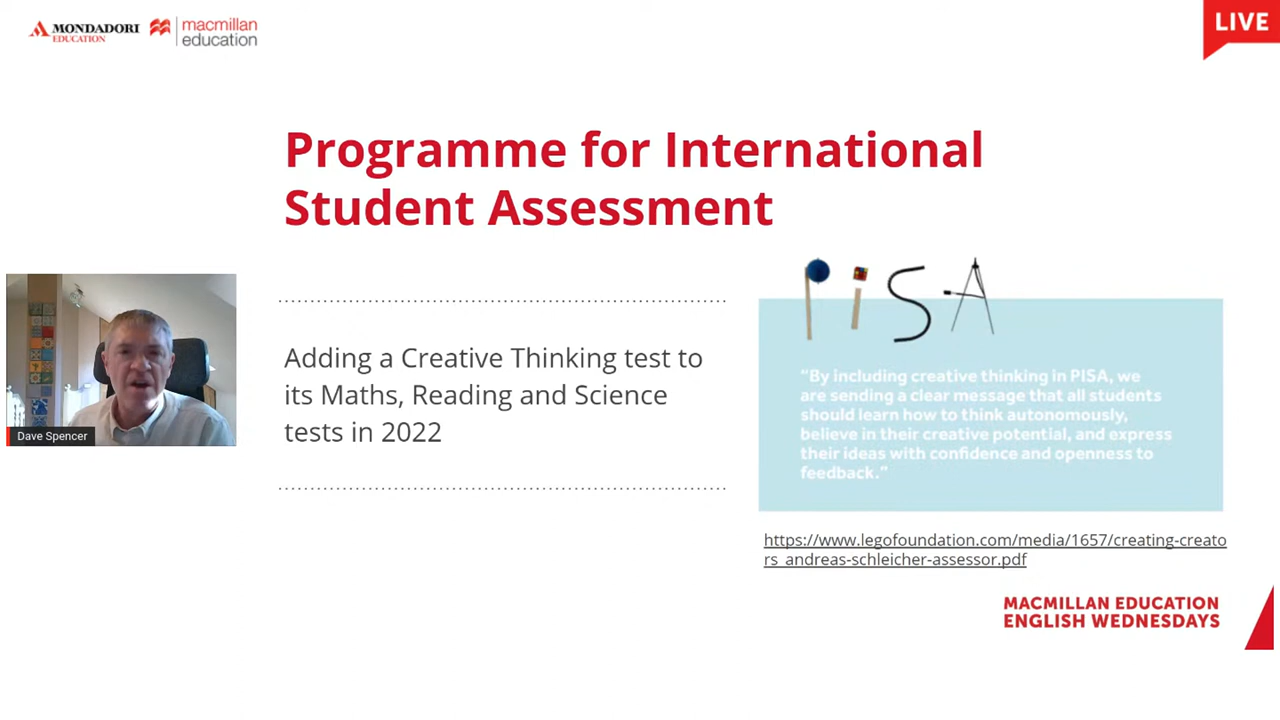 MONDADORI
EDUCATION
macmillan
education
LIVE
Programme for International
Student Assessment
PiSA
Adding a Creative Thinking test to
its Maths, Reading and Science
tests in 2022
“By including creative thinking in PISA, we
are sending a clear message that all students
should learn how to think autonomously,
believe in their creative potential, and express
their ideas with confidence and openness to
feedback.”
Dave Spencer
https://www.legofoundation.com/media/1657/creating-creato
rs_andreas-schleicher-assessor.pdf
MACMILLAN EDUCATION
ENGLISH WEDNESDAYS